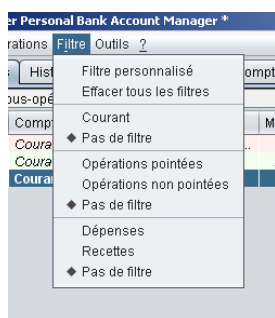 er Personal Bank Account Manager *
rations Filtre Outils ?
Hist
ompt
ous-opé
Filtre personnalisé
Effacer tous les filtres
Compt
M
Courant
Coura
Pas de filtre
Coura
Opérations pointées
Couran
Opérations non pointées
Pas de filtre
Dépenses
Recettes
Pas de filtre